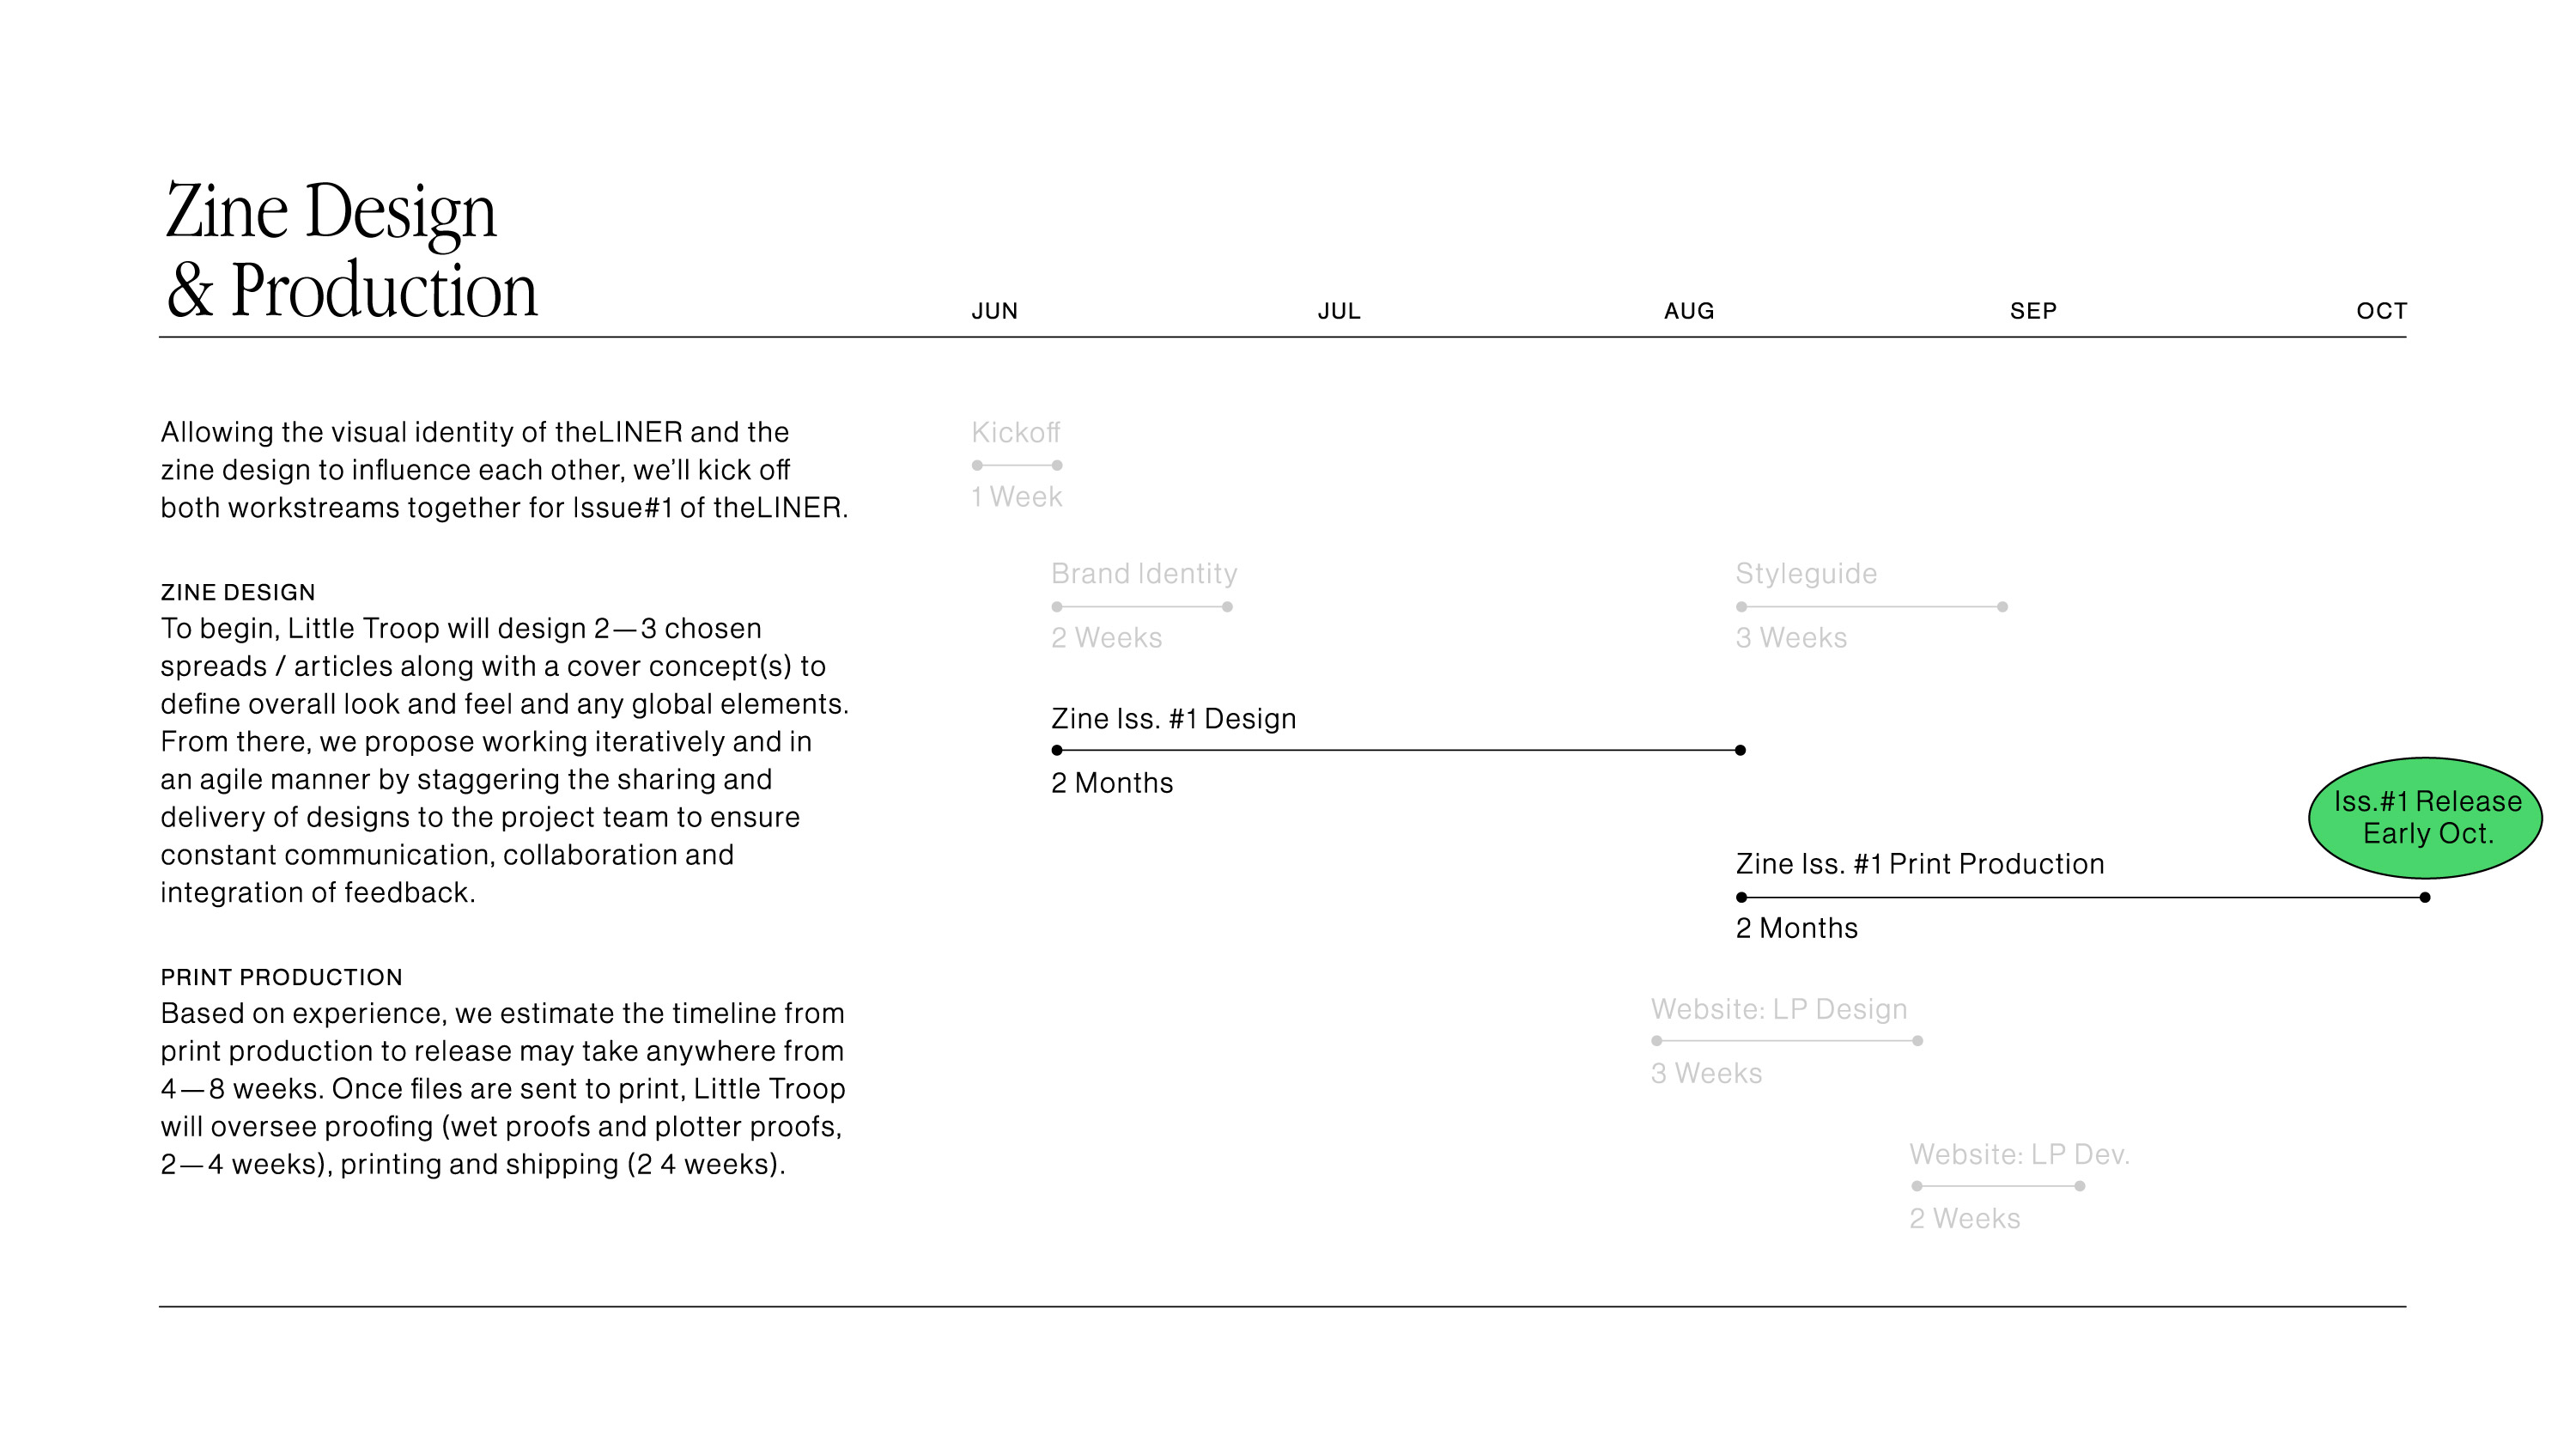 Zine Design
& Production
JUN
JUL
AUG
SEP
OCT
Allowing the visual identity of theLINER and the
zine design to influence each other, we’ll kick off
both workstreams together for Issue#1 of theLINER.
ZINE DESIGN
To begin, Little Troop will design 2—3 chosen
spreads / articles along with a cover concept(s) to
define overall look and feel and any global elements.
From there, we propose working iteratively and in
an agile manner by staggering the sharing and
delivery of designs to the project team to ensure
constant communication, collaboration and
integration of feedback.
PRINT PRODUCTION
Based on experience, we estimate the timeline from
print production to release may take anywhere from
4—8 weeks. Once files are sent to print, Little Troop
will oversee proofing (wet proofs and plotter proofs,
2—4 weeks), printing and shipping (2 4 weeks).
Kickoff
1 Week
Brand Identity
2 Weeks
Styleguide
3 Weeks
Zine Iss. #1 Design
2 Months
Iss.#1 Release
Early Oct.
Zine Iss. #1 Print Production
2 Months
Website: LP Design
3 Weeks
Website: LP Dev.
2 Weeks